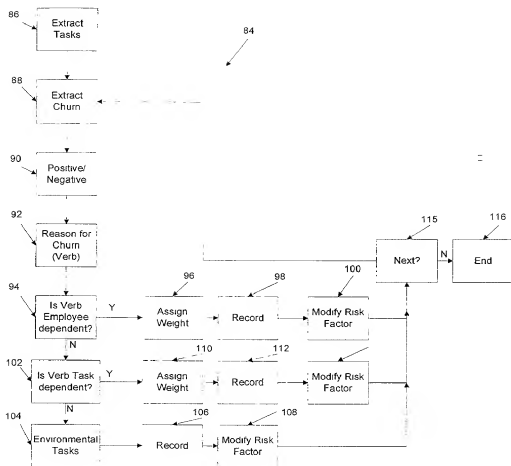 86
Extract
Tasks
84
88
Extract
Churn
90
Positive/
Negative
92
Reason for
Churn
(Verb)
115
116
Next?
N
End
94
Is Verb
Employee
dependent?
Y
96
Assign
Weight
98
Record
100
Modify Risk
Factor
N
102
Is Verb Task
dependent?
Y
110
Assign
Weight
112
Record
Modify Risk
Factor
N
104
Environmental
Tasks
106
Record
108
Modify Risk
Factor